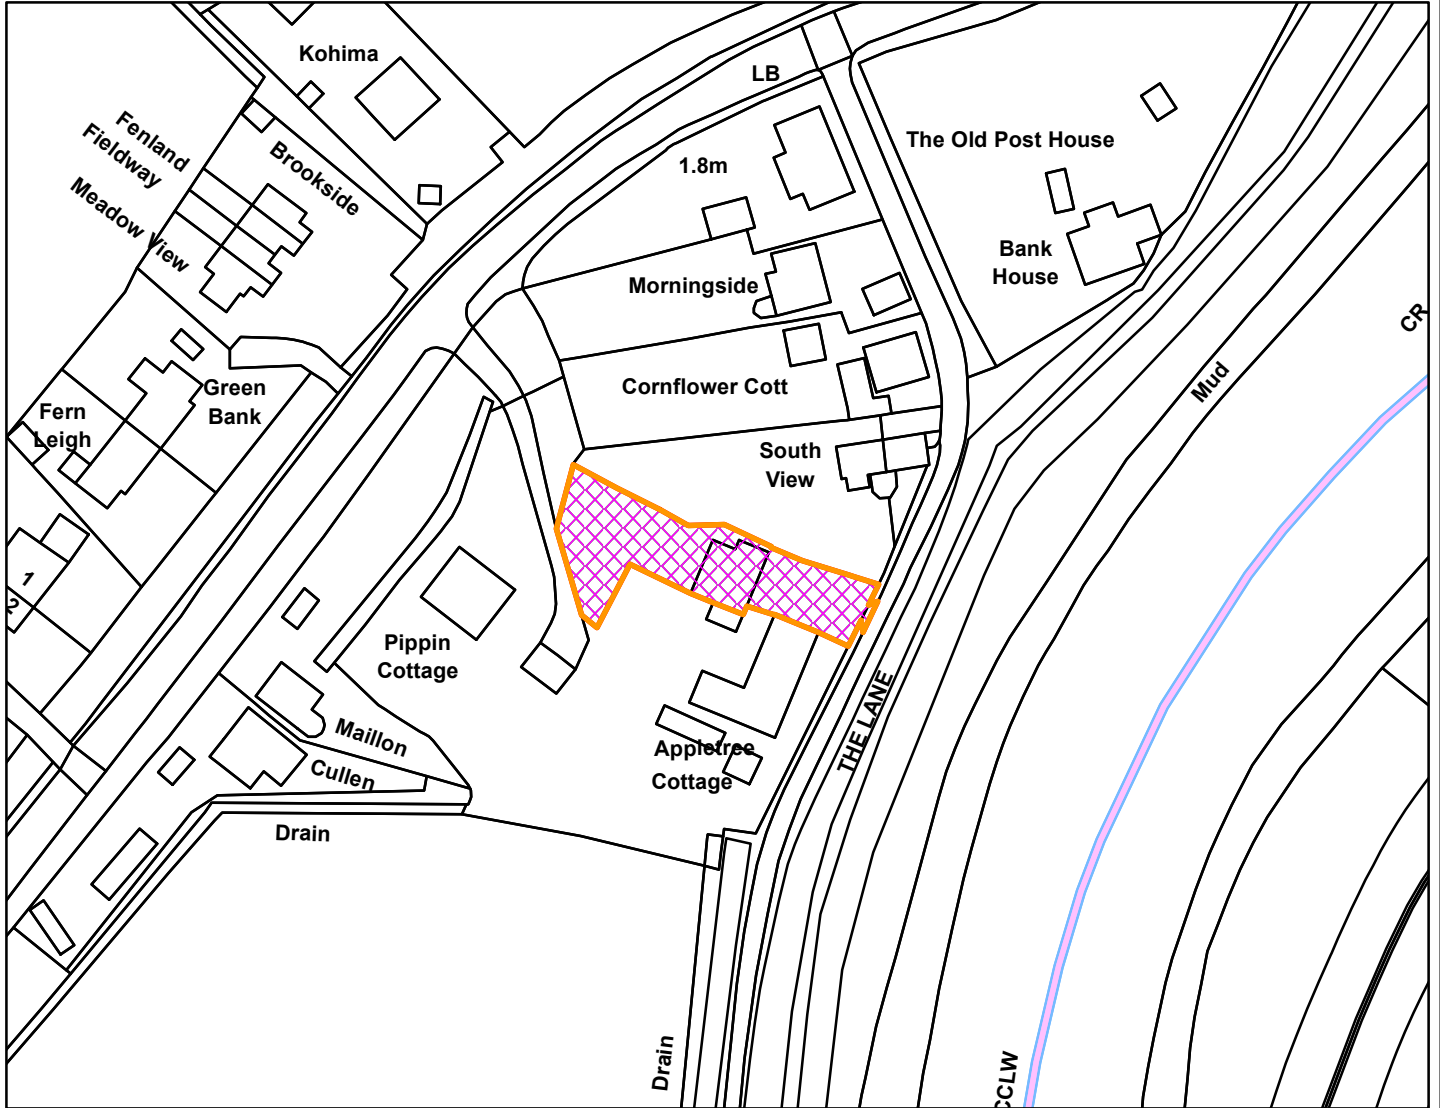 Kohima
LB
Fenland
Fieldway
Brookside
The Old Post House
1.8m
Meadow View
Bank
House
Morningside
CR
Mud
Green
Bank
Cornflower Cott
Fern
Leigh
South
View
1
2
Pippin
Cottage
THE LANE
Maillon
Appletree
Cottage
Cullen
Drain
Drain
CCLW